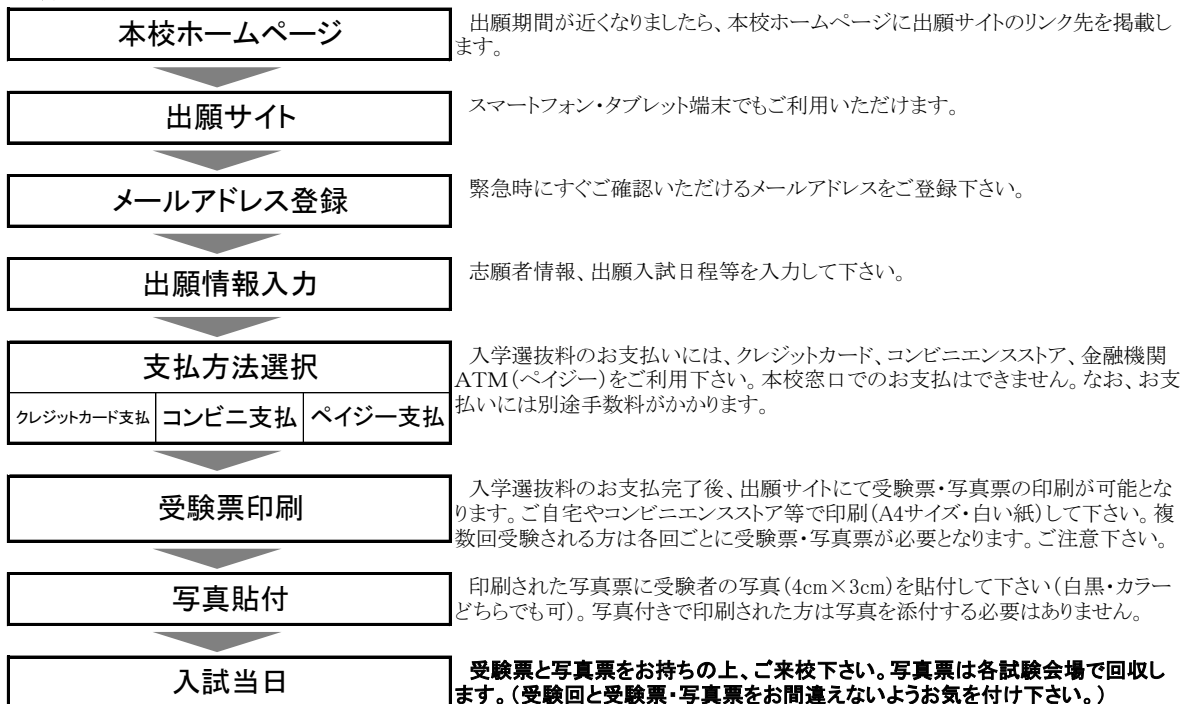 本校ホームページ
出願期間が近くなりましたら、本校ホームページに出願サイトのリンク先を掲載し
ます。
出願サイト
スマートフォン・タブレット端末でもご利用いただけます。
メールアドレス登録
緊急時にすぐご確認いただけるメールアドレスをご登録下さい。
出願情報入力
志願者情報、出願入試日程等を入力して下さい。
支払方法選択
クレジットカード支払 コンビニ支払 ペイジー支払
入学選抜料のお支払いには、クレジットカード、コンビニエンスストア、金融機関
ATM(ペイジー)をご利用下さい。本校窓口でのお支払はできません。なお、お支
払いには別途手数料がかかります。
受験票印刷
入学選抜料のお支払完了後、出願サイトにて受験票・写真票の印刷が可能とな
ります。ご自宅やコンビニエンスストア等で印刷(A4サイズ・白い紙)して下さい。複
数回受験される方は各回ごとに受験票・写真票が必要となります。ご注意下さい。
写真貼付
印刷された写真票に受験者の写真(4cm×3cm)を貼付して下さい(白黒・カラー
どちらでも可)。写真付きで印刷された方は写真を添付する必要はありません。
入試当日
受験票と写真票をお持ちの上、ご来校下さい。写真票は各試験会場で回収し
ます。(受験回と受験票・写真票をお間違えないようお気を付け下さい。)